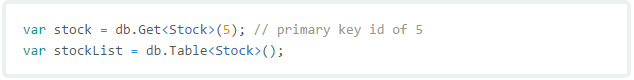 var stock = db.Get<Stock>(5); // primary key id of 5
var stockList = db.Table<Stock>();